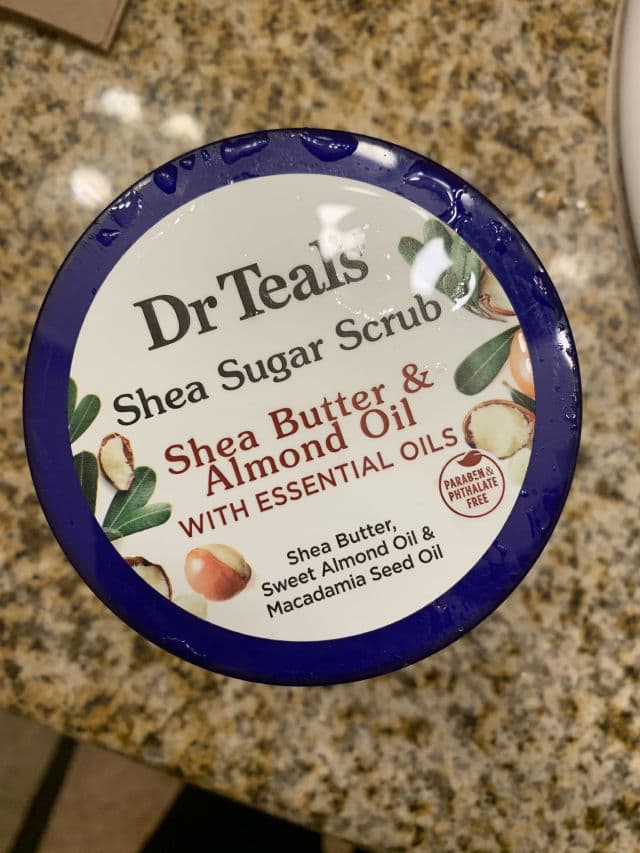 Dr Teals
Shea Sugar Scrub
Shea Butter &
Almond Oil
WITH ESSENTIAL OILS
PARABEN &
PHTHALATE
FREE
Shea Butter,
Sweet Almond Oil &
Macadamia Seed Oil